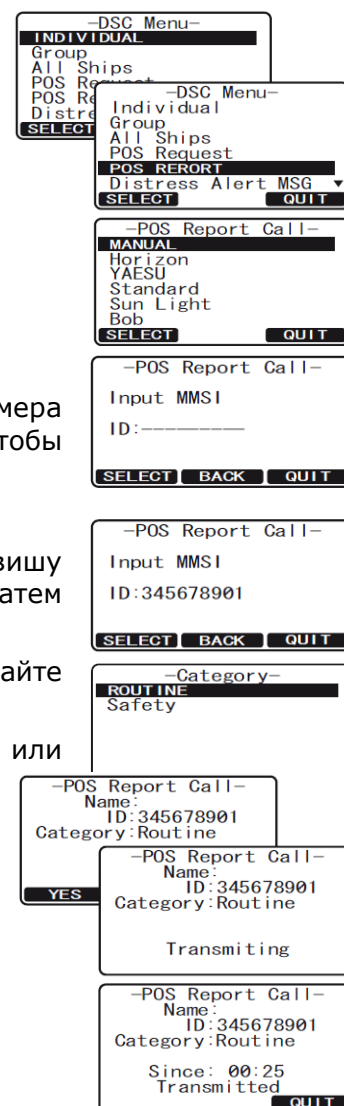 -DSC Menu-
INDIVIDUAL
Group
All Ships
POS Request
POS Re
Distre
SELECT
-DSC Menu-
Individual
Group
All Ships
POS Request
POS RERORT
Distress Alert MSG ▼
SELECT QUIT
-POS Report Call-
MANUAL
Horizon
YAESU
Standard
Sun Light
Bob
SELECT QUIT
мера
тобы
-POS Report Call-
Input MMSI
ID:---------
SELECT BACK QUIT
вишу
атем
-POS Report Call-
Input MMSI
ID:345678901
SELECT BACK QUIT
айте
или
-Category-
ROUTINE
Safety
-POS Report Call-
Name:
ID:345678901
Category:Routine
YES
-POS Report Call-
Name:
ID:345678901
Category:Routine
Transmiting
-POS Report Call-
Name:
ID:345678901
Category:Routine
Since: 00:25
Transmitted
QUIT